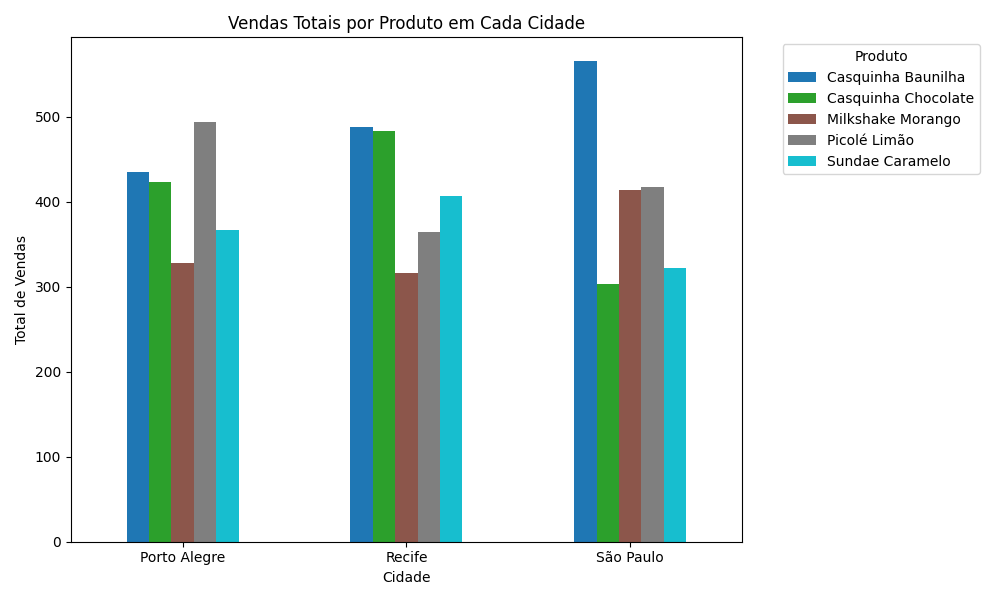 Vendas Totais por Produto em Cada Cidade
Produto
Casquinha Baunilha
Casquinha Chocolate
Milkshake Morango
Picolé Limão
Sundae Caramelo
Total de Vendas
500
400
300
200
100
0
Porto Alegre
Recife
São Paulo
Cidade